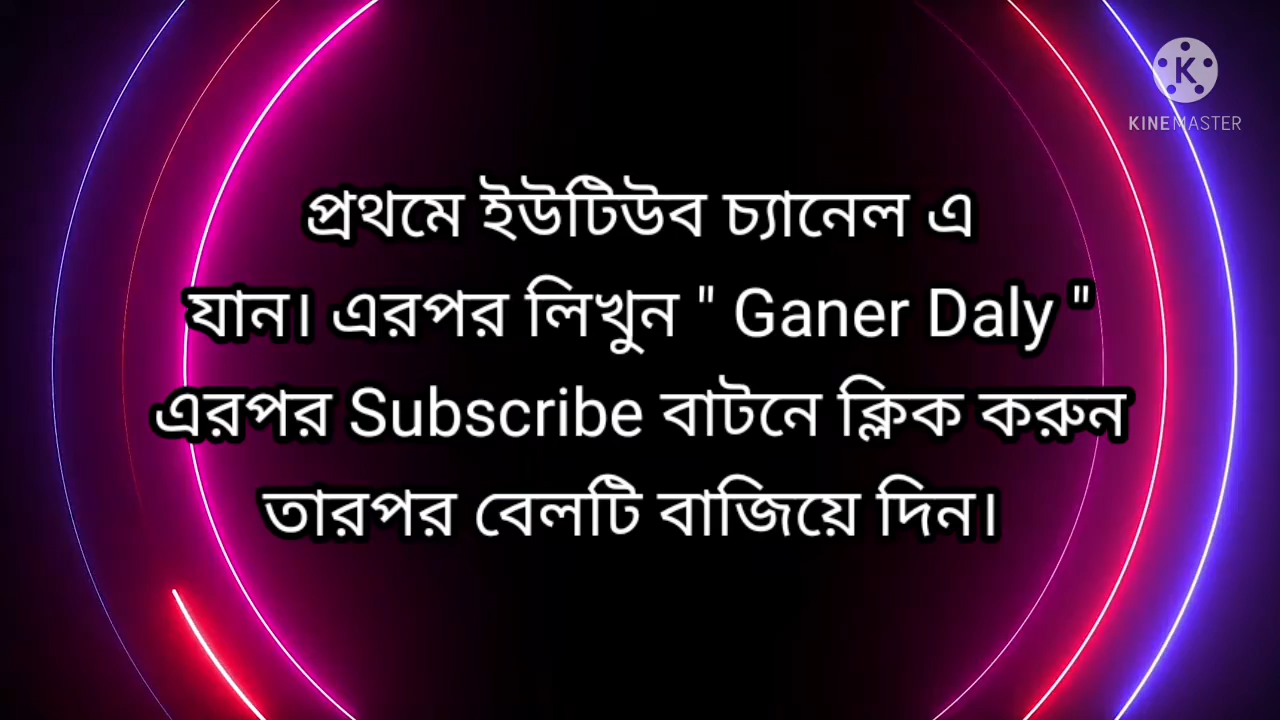 KINEMASTER
প্রথমে ইউটিউব চ্যানেল এ
যান। এরপর লিখুন " Ganer Daly "
এরপর Subscribe বাটনে ক্লিক করুন
তারপর বেলটি বাজিয়ে দিন।